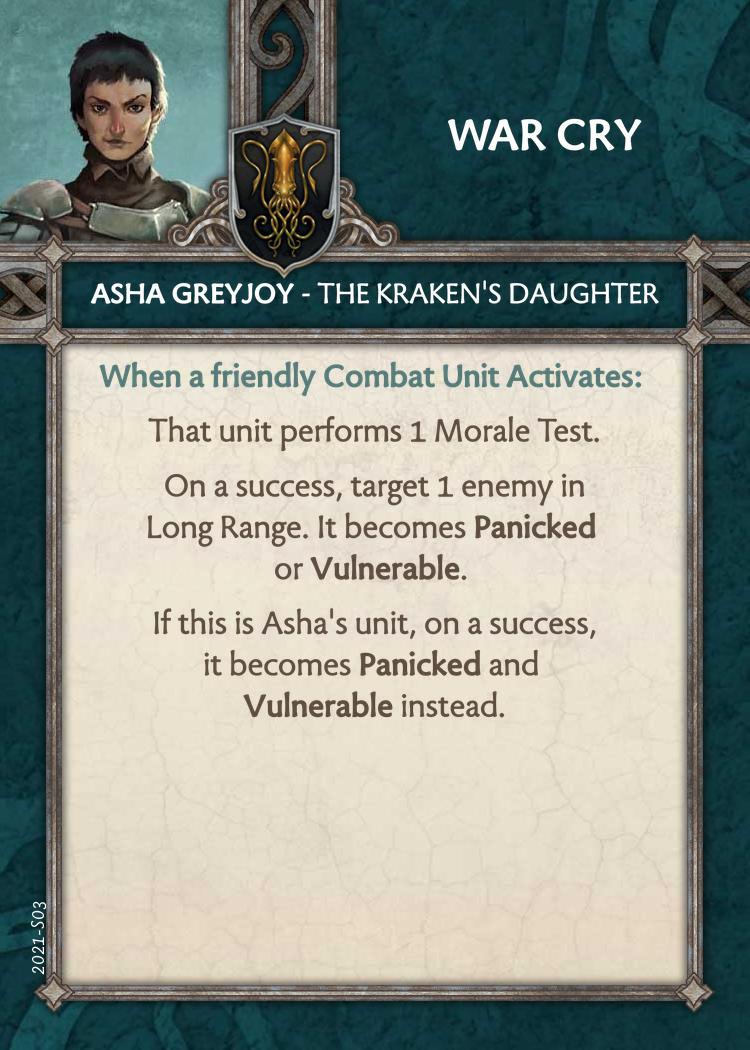 WAR CRY
ASHA GREYJOY - THE KRAKEN'S DAUGHTER
When a friendly Combat Unit Activates:
That unit performs 1 Morale Test.
On a success, target 1 enemy in
Long Range. It becomes Panicked
or Vulnerable.
If this is Asha's unit, on a success,
it becomes Panicked and
Vulnerable instead.
2021-S03